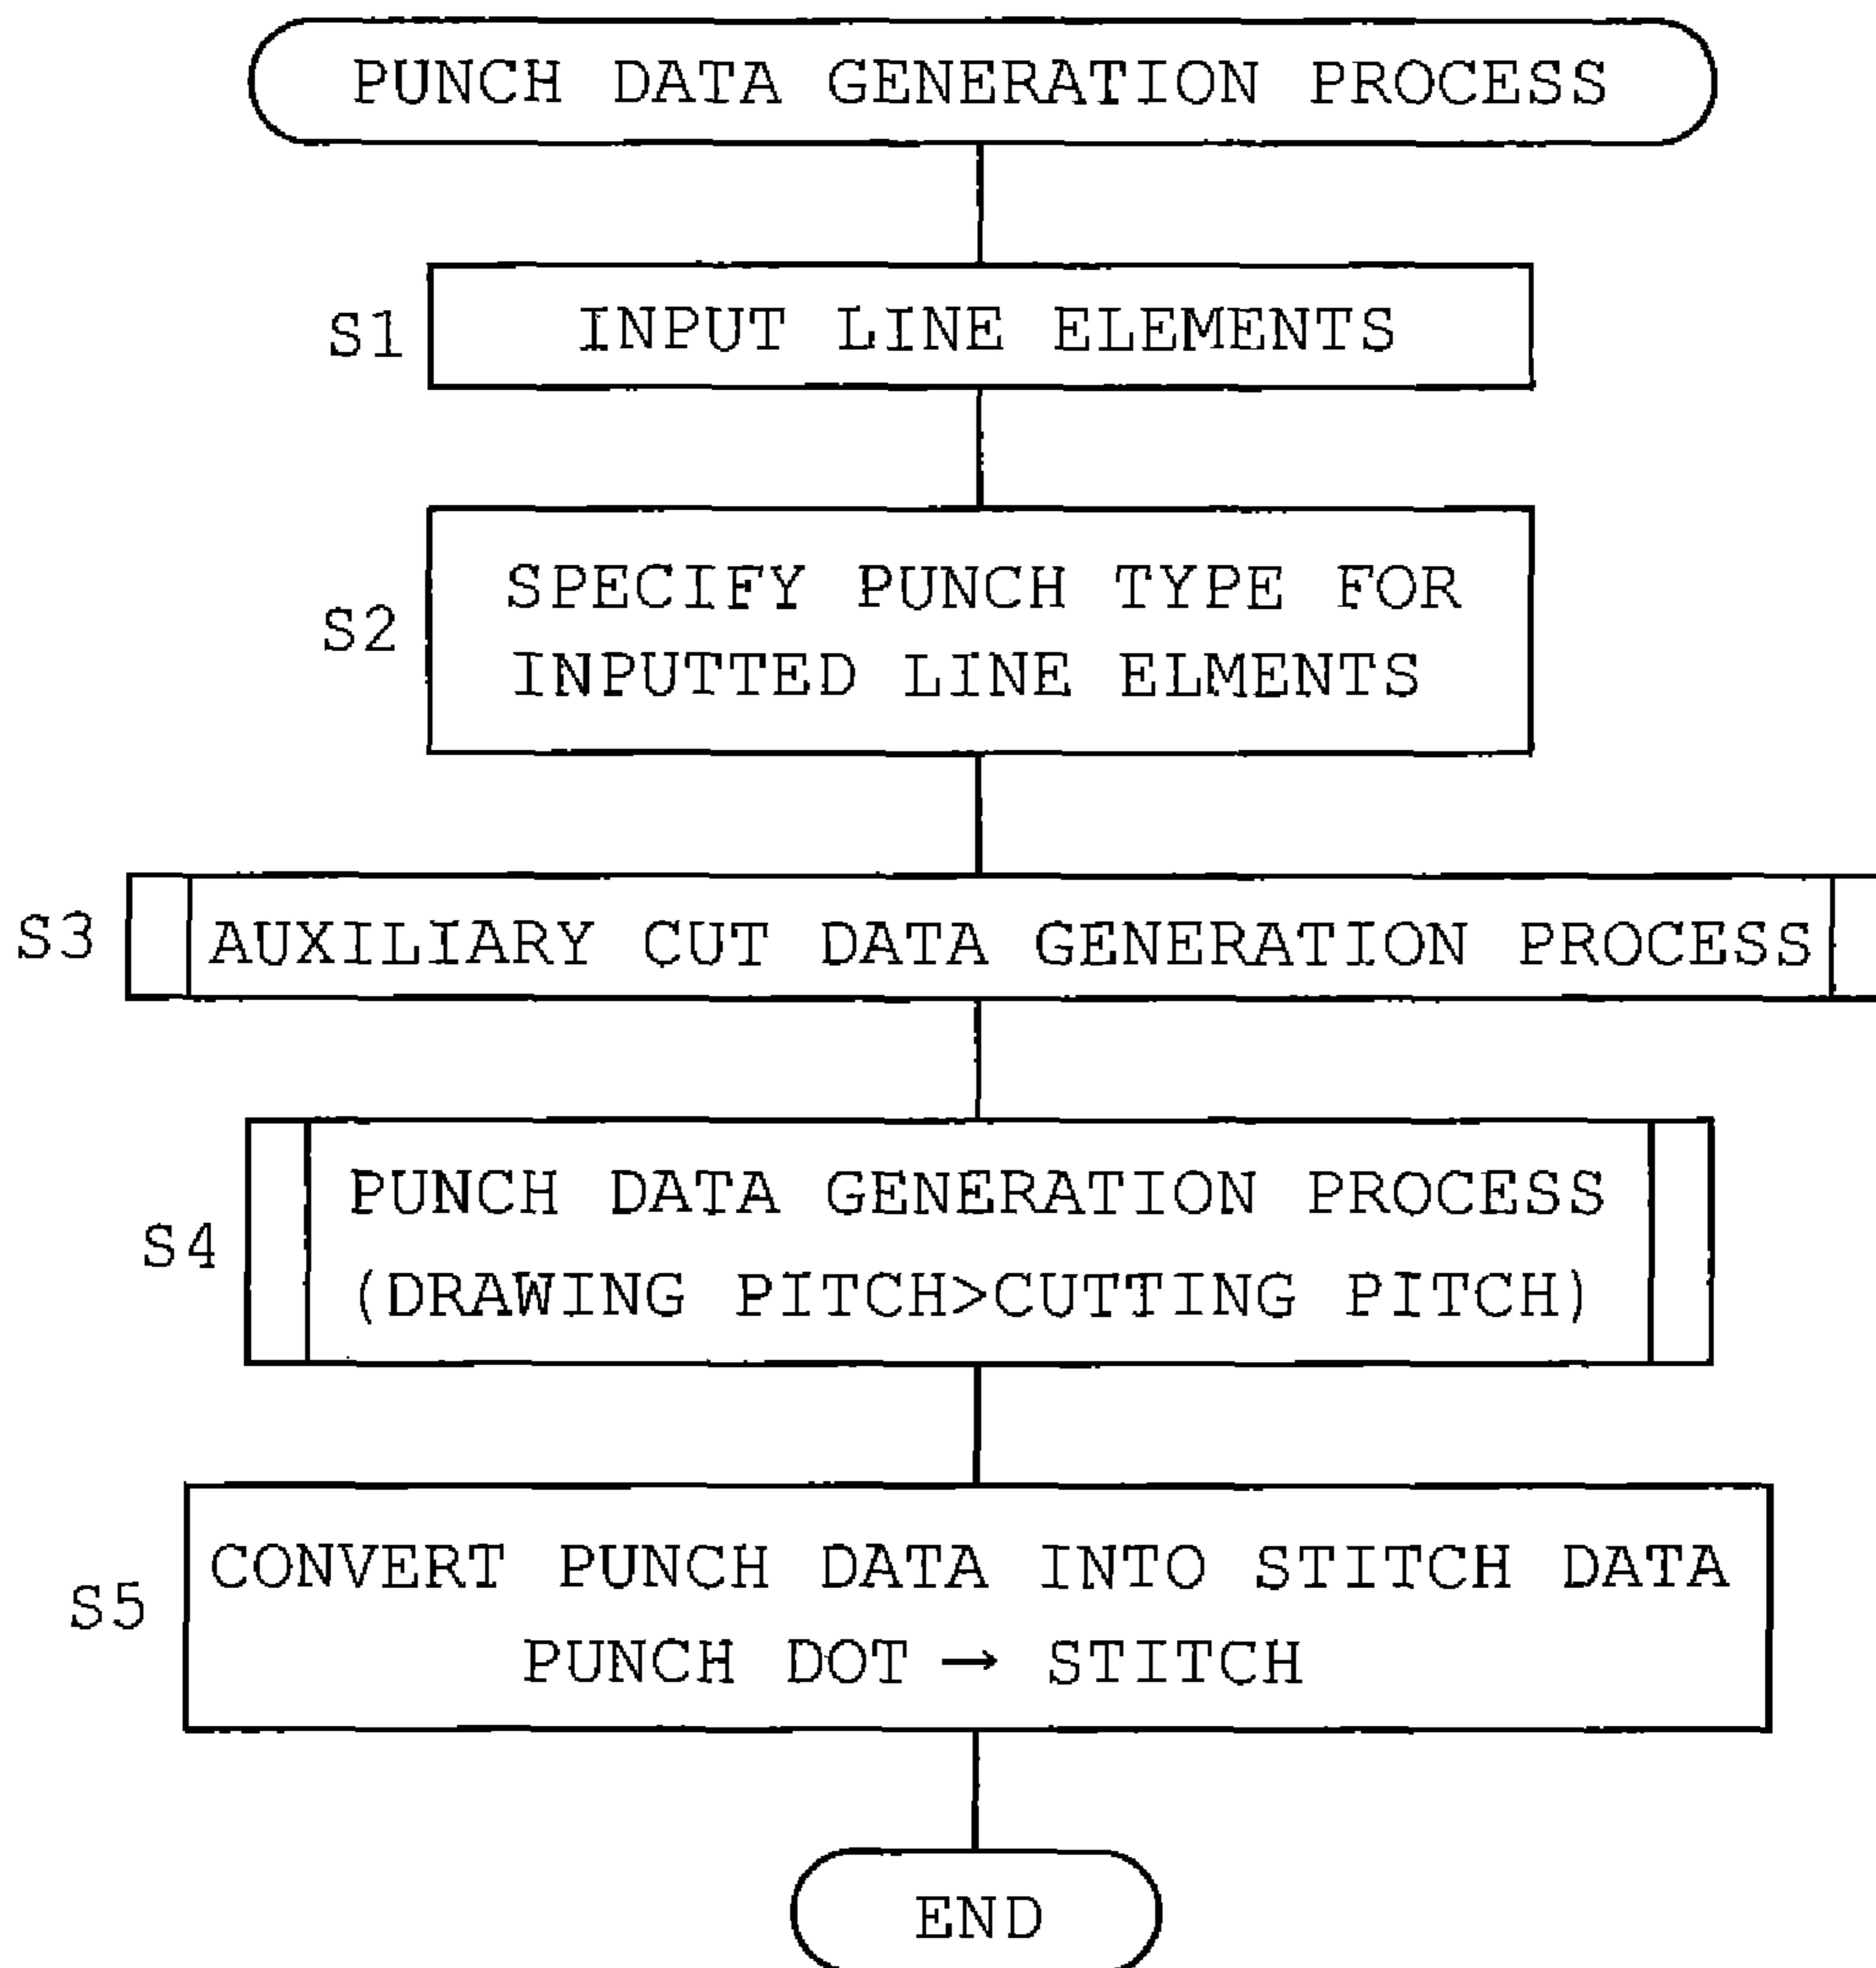 PUNCH DATA GENERATION PROCESS
S1
INPUT LINE ELEMENTS
S2
SPECIFY PUNCH TYPE FOR
INPUTTED LINE ELMENTS
S3
AUXILIARY CUT DATA GENERATION PROCESS
S4
PUNCH DATA GENERATION PROCESS
(DRAWING PITCH>CUTTING PITCH)
S5
CONVERT PUNCH DATA INTO STITCH DATA
PUNCH DOT → STITCH
END